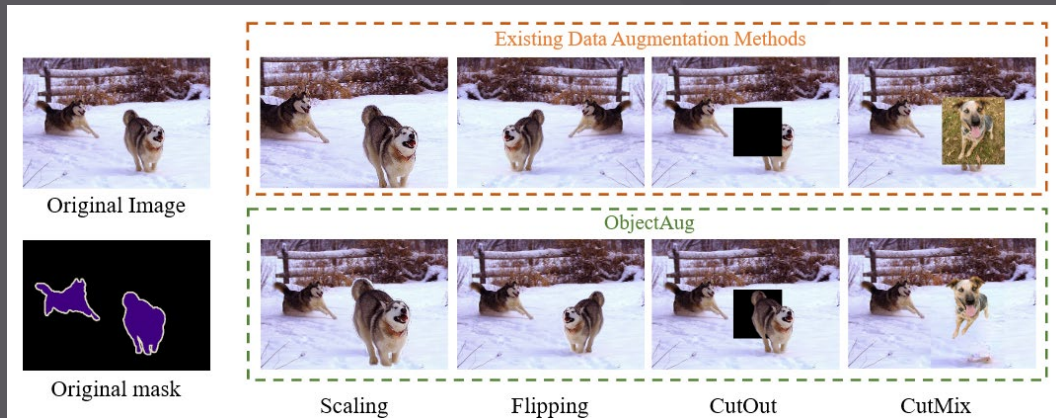 Existing Data Augmentation Methods
Original Image
ObjectAug
Original mask
Scaling Flipping CutOut CutMix